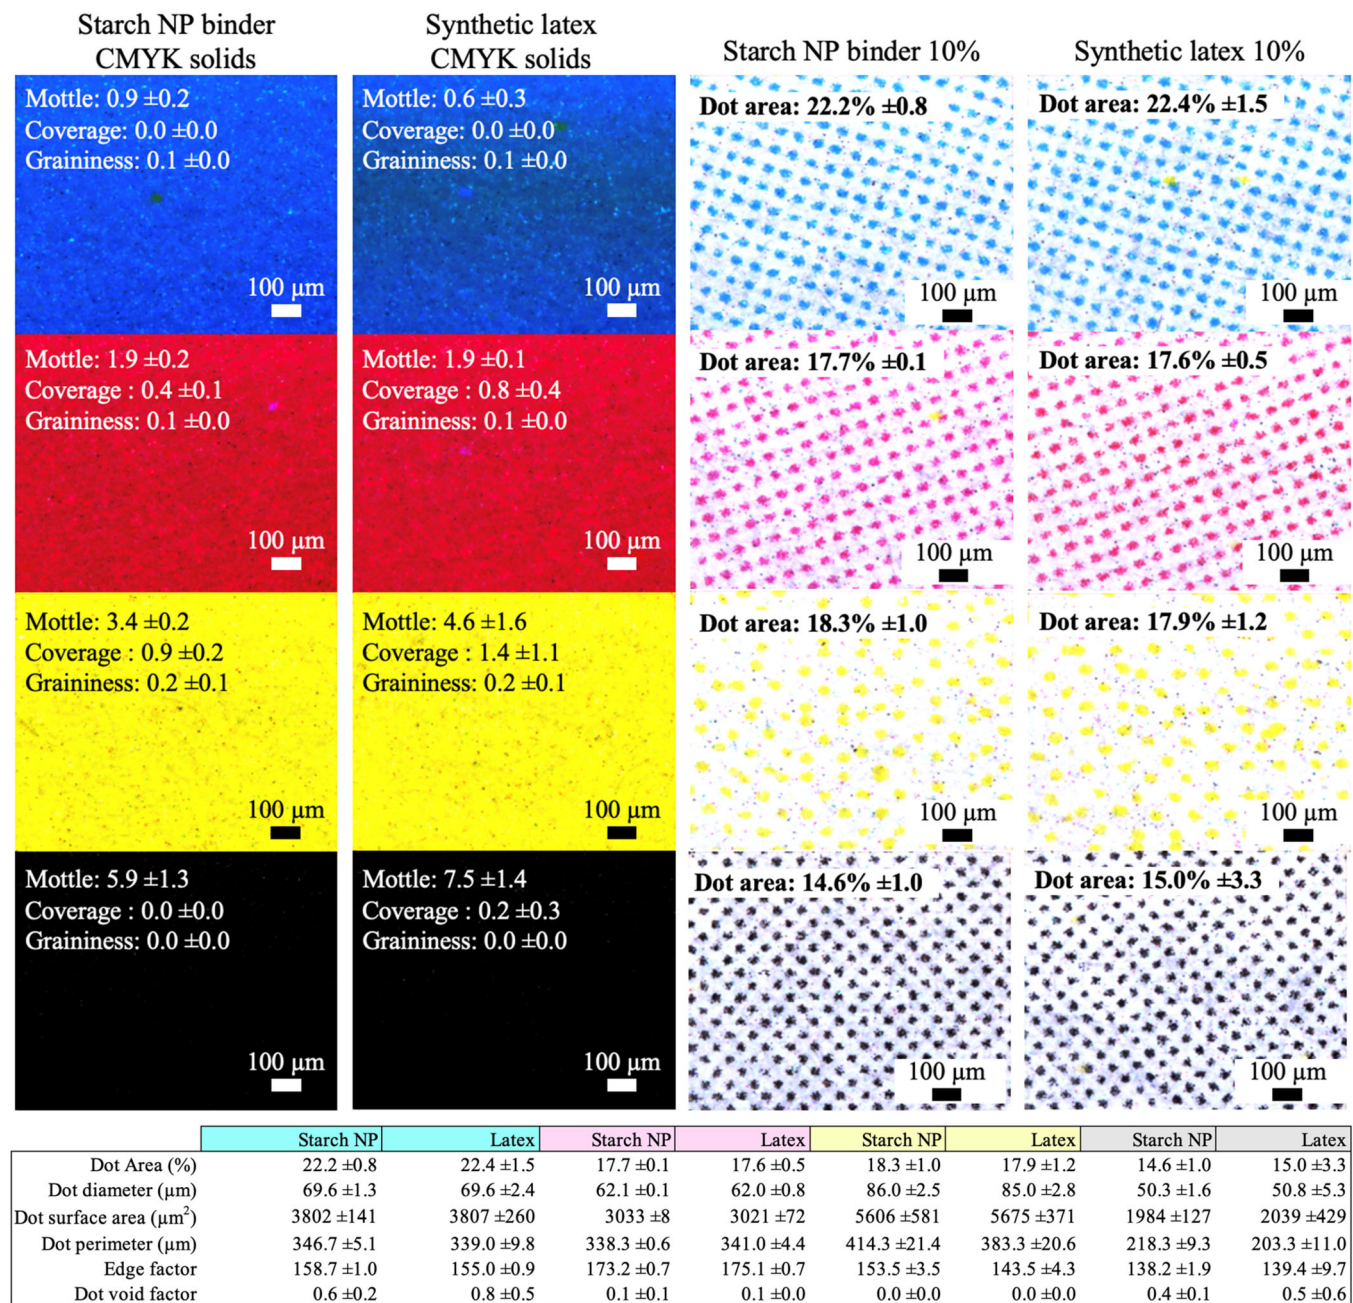 Starch NP binder
CMYK solids
Synthetic latex
CMYK solids
Starch NP binder 10%
Synthetic latex 10%
Mottle: 0.9 ±0.2
Coverage: 0.0 ±0.0
Graininess: 0.1 ±0.0
100 µm
Mottle: 0.6 ±0.3
Coverage: 0.0 ±0.0
Graininess: 0.1 ±0.0
100 µm
Dot area: 22.2% ±0.8
100 µm
Dot area: 22.4% ±1.5
100 µm
Mottle: 1.9 ±0.2
Coverage : 0.4 ±0.1
Graininess: 0.1 ±0.0
100 µm
Mottle: 1.9 ±0.1
Coverage : 0.8 ±0.4
Graininess: 0.1 ±0.0
100 µm
Dot area: 17.7% ±0.1
100 µm
Dot area: 17.6% ±0.5
100 µm
Mottle: 3.4 ±0.2
Coverage : 0.9 ±0.2
Graininess: 0.2 ±0.1
100 µm
Mottle: 4.6 ±1.6
Coverage : 1.4 ±1.1
Graininess: 0.2 ±0.1
100 µm
Dot area: 18.3% ±1.0
100 µm
Dot area: 17.9% ±1.2
100 µm
Mottle: 5.9 ±1.3
Coverage : 0.0 ±0.0
Graininess: 0.0 ±0.0
100 µm
Mottle: 7.5 ±1.4
Coverage : 0.2 ±0.3
Graininess: 0.0 ±0.0
100 µm
Dot area: 14.6% ±1.0
100 µm
Dot area: 15.0% ±3.3
100 µm
Starch NP Latex Starch NP Latex Starch NP Latex Starch NP Latex
Dot Area (%) 22.2 ±0.8 22.4 ±1.5 17.7 ±0.1 17.6 ±0.5 18.3 ±1.0 17.9 ±1.2 14.6 ±1.0 15.0 ±3.3
Dot diameter (µm) 69.6 ±1.3 69.6 ±2.4 62.1 ±0.1 62.0 ±0.8 86.0 ±2.5 85.0 ±2.8 50.3 ±1.6 50.8 ±5.3
Dot surface area (µm²) 3802 ±141 3807 ±260 3033 ±8 3021 ±72 5606 ±581 5675 ±371 1984 ±127 2039 ±429
Dot perimeter (µm) 346.7 ±5.1 339.0 ±9.8 338.3 ±0.6 341.0 ±4.4 414.3 ±21.4 383.3 ±20.6 218.3 ±9.3 203.3 ±11.0
Edge factor 158.7 ±1.0 155.0 ±0.9 173.2 ±0.7 175.1 ±0.7 153.5 ±3.5 143.5 ±4.3 138.2 ±1.9 139.4 ±9.7
Dot void factor 0.6 ±0.2 0.8 ±0.5 0.1 ±0.1 0.1 ±0.0 0.0 ±0.0 0.0 ±0.0 0.4 ±0.1 0.5 ±0.6